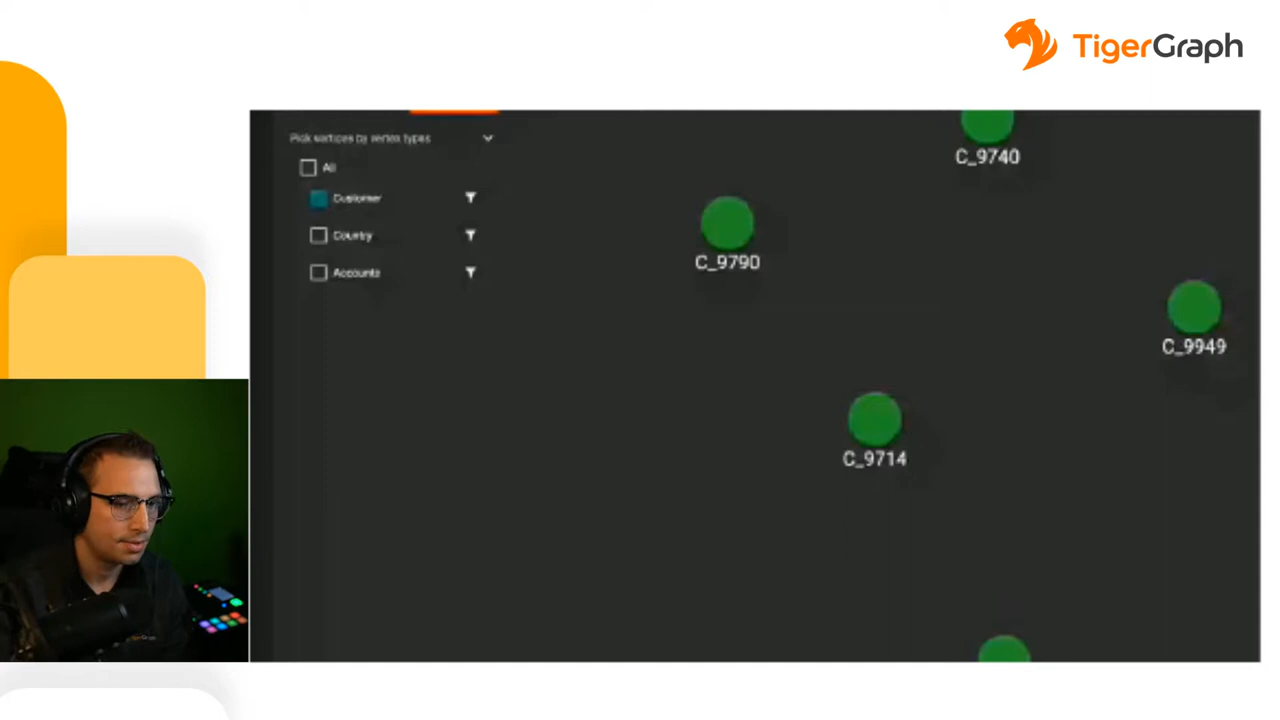 TigerGraph
Pick vertices by vertex types
All
Customer
Country
Accounts
C_9740
C_9790
C_9949
C_9714